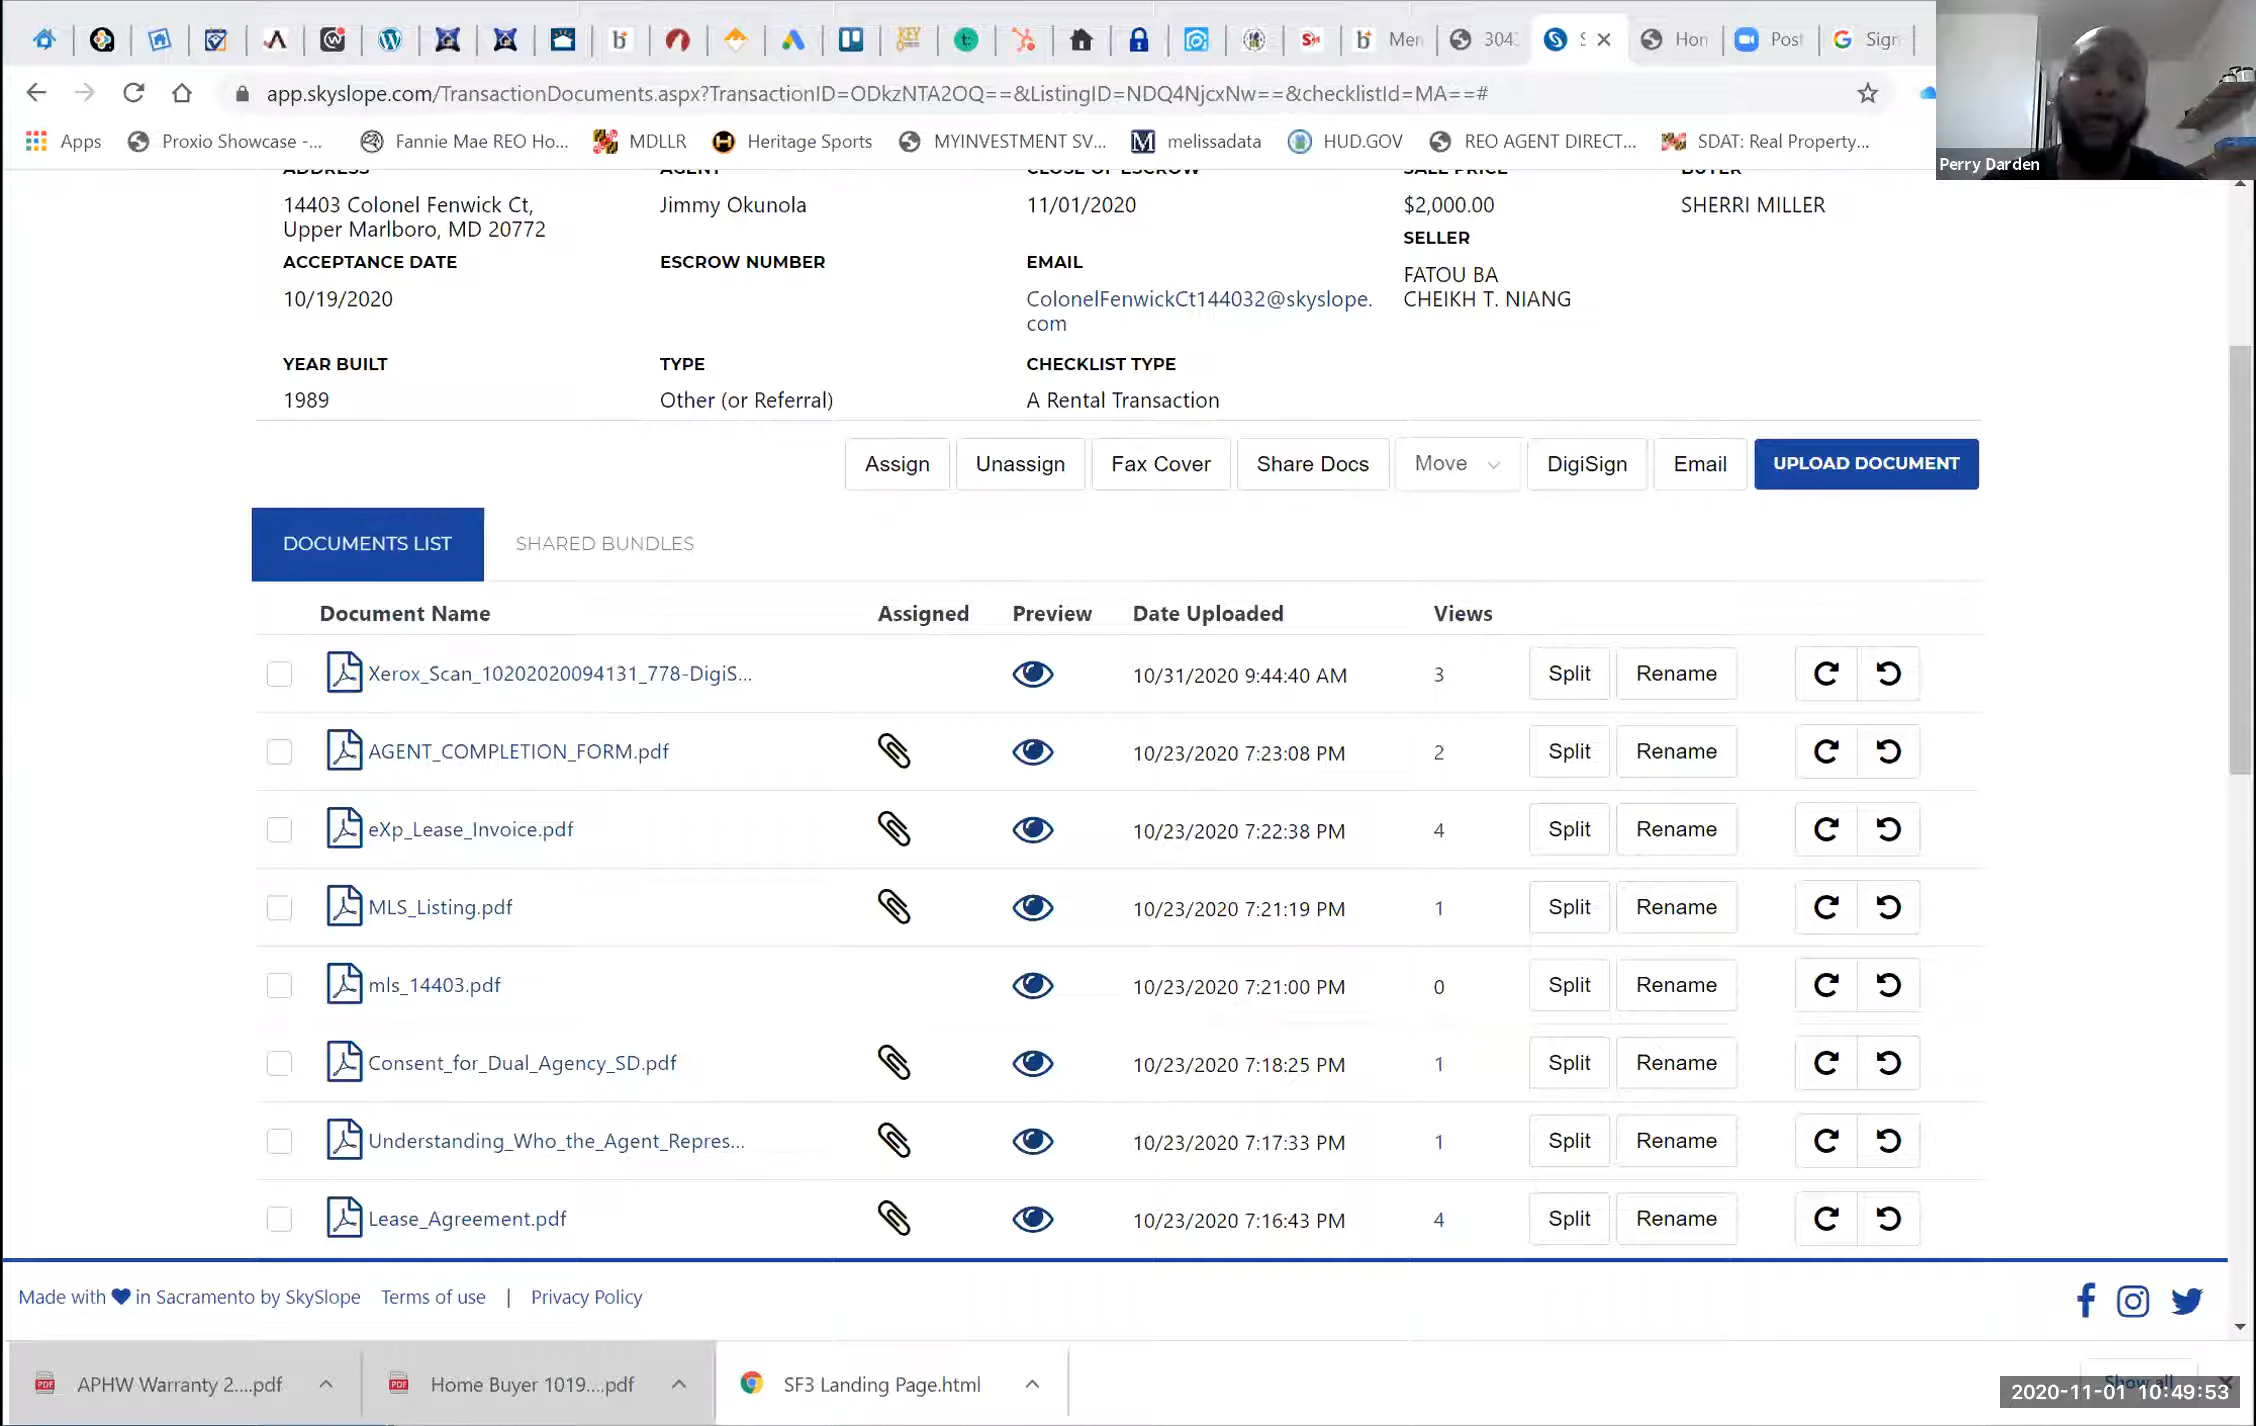 Men
304
S
Hon
Post
Sign
app.skyslope.com/TransactionDocuments.aspx?TransactionID=ODkzNTA2OQ==&ListingID=NDQ4NjcxNw==&checklistId=MA==#
Apps Proxio Showcase -... Fannie Mae REO Ho... MDLLR Heritage Sports MYINVESTMENT SV... melissadata HUD.GOV REO AGENT DIRECT... SDAT: Real Property...
Perry Darden
ADDRESS AGENT CLOSE OF ESCROW SALE PRICE BUYER
14403 Colonel Fenwick Ct, Jimmy Okunola 11/01/2020 $2,000.00 SHERRI MILLER
Upper Marlboro, MD 20772
SELLER
ACCEPTANCE DATE ESCROW NUMBER EMAIL
FATOU BA
10/19/2020 ColonelFenwickCt144032@skyslope. CHEIKH T. NIANG
com
YEAR BUILT TYPE CHECKLIST TYPE
1989 Other (or Referral) A Rental Transaction
Assign Unassign Fax Cover Share Docs Move DigiSign Email UPLOAD DOCUMENT
DOCUMENTS LIST SHARED BUNDLES
Document Name Assigned Preview Date Uploaded Views
Xerox_Scan_10202020094131_778-DigiS... 10/31/2020 9:44:40 AM 3 Split Rename
AGENT_COMPLETION_FORM.pdf 10/23/2020 7:23:08 PM 2 Split Rename
eXp_Lease_Invoice.pdf 10/23/2020 7:22:38 PM 4 Split Rename
MLS_Listing.pdf 10/23/2020 7:21:19 PM 1 Split Rename
mls_14403.pdf 10/23/2020 7:21:00 PM 0 Split Rename
Consent_for_Dual_Agency_SD.pdf 10/23/2020 7:18:25 PM 1 Split Rename
Understanding_Who_the_Agent_Repres... 10/23/2020 7:17:33 PM 1 Split Rename
Lease_Agreement.pdf 10/23/2020 7:16:43 PM 4 Split Rename
Made with in Sacramento by SkySlope Terms of use | Privacy Policy
APHW Warranty 2....pdf Home Buyer 1019....pdf SF3 Landing Page.html Show all
2020-11-01 10:49:53